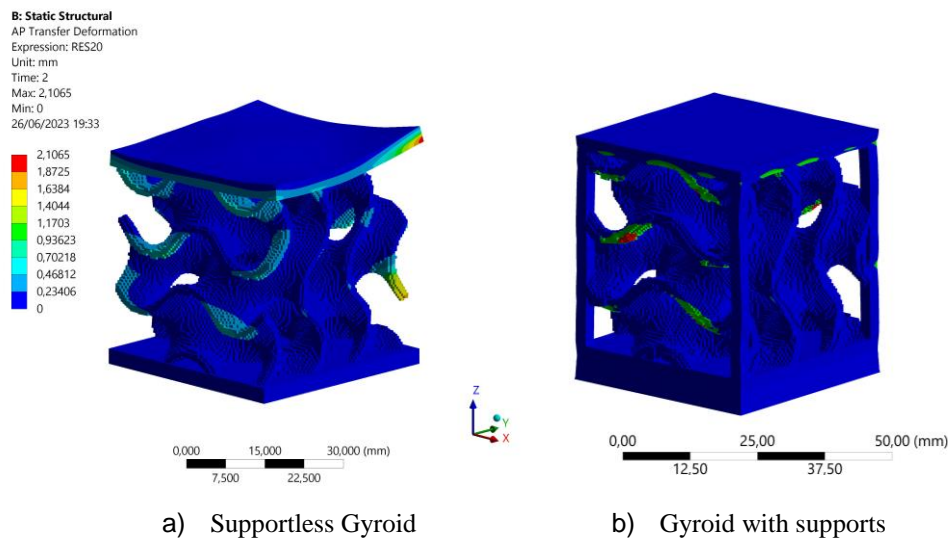 B: Static Structural
AP Transfer Deformation
Expression: RES20
Unit: mm
Time: 2
Max: 2,1065
Min: 0
26/06/2023 19:33
2,1065
1,8725
1,6384
1,4044
1,1703
0,93623
0,70218
0,46812
0,23406
0
Z
Y
X
0,000 15,000 30,000 (mm)
7,500 22,500
0,00 25,00 50,00 (mm)
12,50 37,50
a) Supportless Gyroid
b) Gyroid with supports